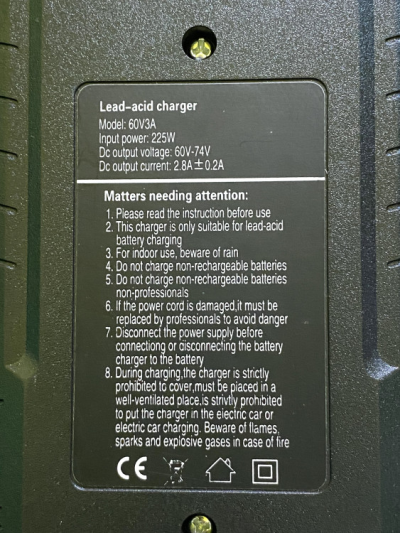 Lead-acid charger
Model: 60V3A
Input power: 225W
Dc output voltage: 60V-74V
Dc output current: 2.8A±0.2A
Matters needing attention:
1. Please read the instruction before use
2. This charger is only suitable for lead-acid
battery charging
3. For indoor use, beware of rain
4. Do not charge non-rechargeable batteries
5. Do not charge non-rechargeable batteries
non-professionals
6. If the power cord is damaged,it must be
replaced by professionals to avoid danger
7. Disconnect the power supply before
connectiong or disconnecting the battery
charger to the battery
8. During charging,the charger is strictly
prohibited to cover,must be placed in a
well-ventilated place.is strivtly prohibited
to put the charger in the electric car or
electric car charging. Beware of flames,
sparks and explosive gases in case of fire
CE